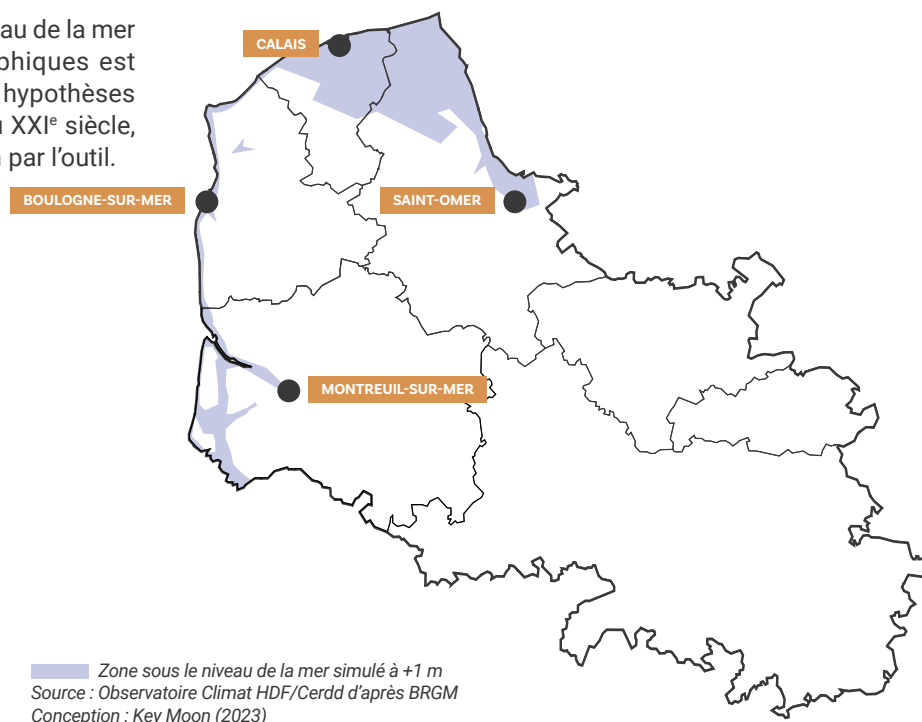 au de la mer
phiques est
hypothèses
u XXIe siècle,
par l'outil.
CALAIS
BOULOGNE-SUR-MER
SAINT-OMER
MONTREUIL-SUR-MER
Zone sous le niveau de la mer simulé à +1 m
Source : Observatoire Climat HDF/Cerdd d'après BRGM
Conception : Key Moon (2023)